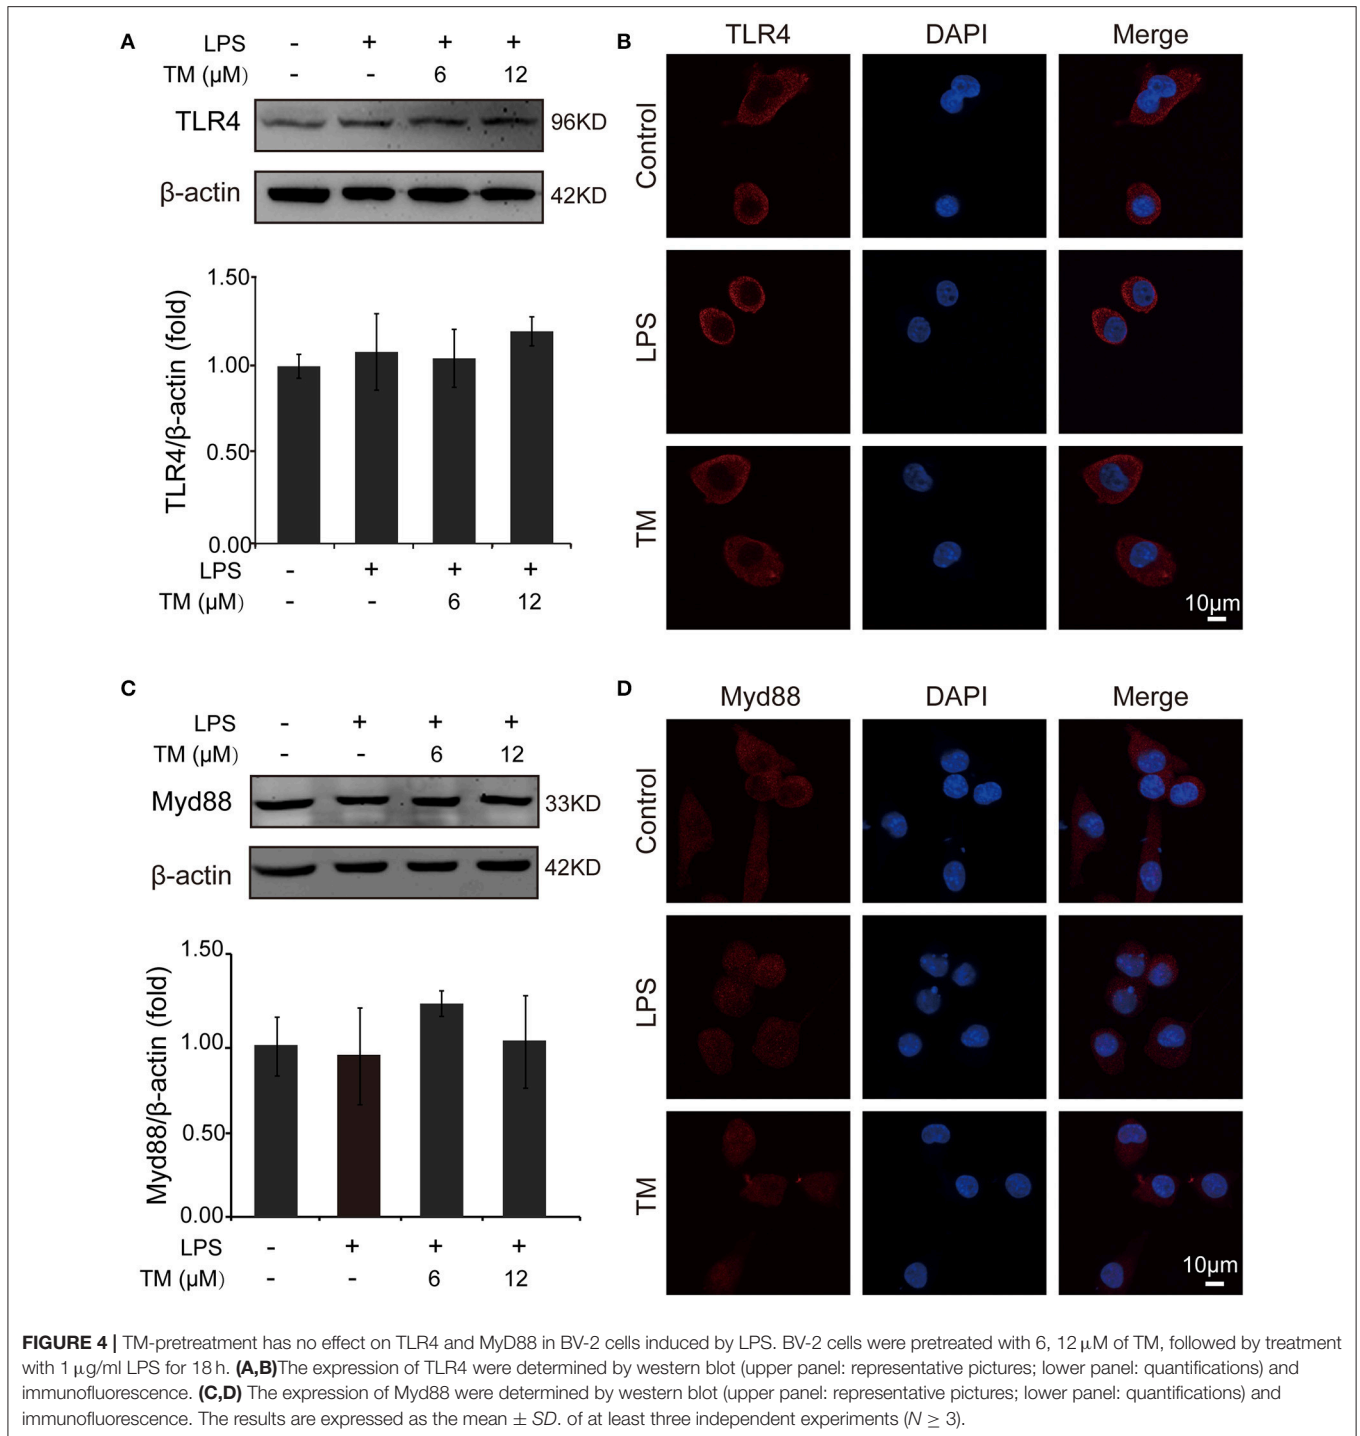 A
LPS - + + +
TM (µM) - - 6 12
TLR4 96KD
β-actin 42KD
TLR4/β-actin (fold)
1.50
1.00
0.50
0.00
LPS - + + +
TM (µM) - - 6 12
B
TLR4 DAPI Merge
Control
LPS
TM
10µm
C
LPS - + + +
TM (µM) - - 6 12
Myd88 33KD
β-actin 42KD
Myd88/β-actin (fold)
1.50
1.00
0.50
0.00
LPS - + + +
TM (µM) - - 6 12
D
Myd88 DAPI Merge
Control
LPS
TM
10µm
FIGURE 4 | TM-pretreatment has no effect on TLR4 and MyD88 in BV-2 cells induced by LPS. BV-2 cells were pretreated with 6, 12 µM of TM, followed by treatment
with 1 µg/ml LPS for 18 h. (A,B)The expression of TLR4 were determined by western blot (upper panel: representative pictures; lower panel: quantifications) and
immunofluorescence. (C,D) The expression of Myd88 were determined by western blot (upper panel: representative pictures; lower panel: quantifications) and
immunofluorescence. The results are expressed as the mean ± SD. of at least three independent experiments (N ≥ 3).